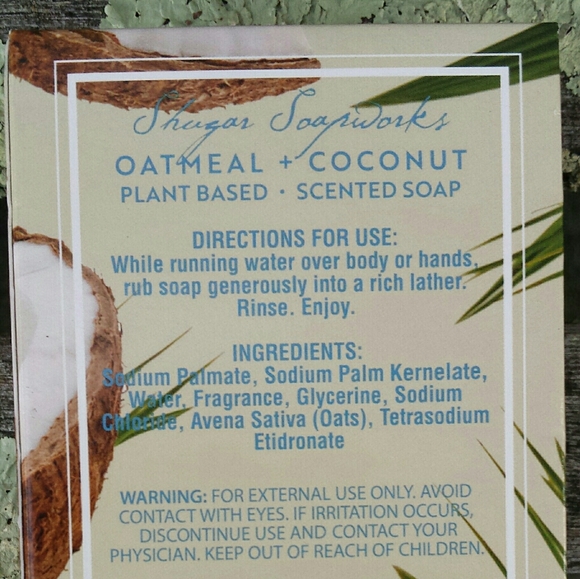 Shugar Soapworks
OATMEAL + COCONUT
PLANT BASED · SCENTED SOAP
DIRECTIONS FOR USE:
While running water over body or hands,
rub soap generously into a rich lather.
Rinse. Enjoy.
INGREDIENTS:
Sodium Palmate, Sodium Palm Kernelate,
Water, Fragrance, Glycerine, Sodium
Chloride, Avena Sativa (Oats), Tetrasodium
Etidronate
WARNING: FOR EXTERNAL USE ONLY. AVOID
CONTACT WITH EYES. IF IRRITATION OCCURS,
DISCONTINUE USE AND CONTACT YOUR
PHYSICIAN. KEEP OUT OF REACH OF CHILDREN.